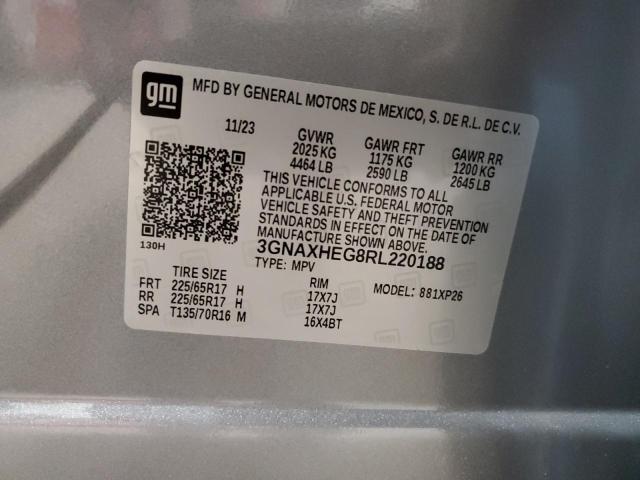 gm
MFD BY GENERAL MOTORS DE MEXICO, S. DE R.L. DE C.V.
11/23 GVWR GAWR FRT GAWR RR
2025 KG 1175 KG 1200 KG
4464 LB 2590 LB 2645 LB
THIS VEHICLE CONFORMS TO ALL
APPLICABLE U.S. FEDERAL MOTOR
VEHICLE SAFETY AND THEFT PREVENTION
STANDARDS IN EFFECT ON THE DATE OF
MANUFACTURE SHOWN ABOVE.
130H 3GNAXHEG8RL220188
TYPE: MPV
TIRE SIZE RIM MODEL: 881XP26
FRT 225/65R17 H 17X7J
RR 225/65R17 H 17X7J
SPA T135/70R16 M 16X4BT